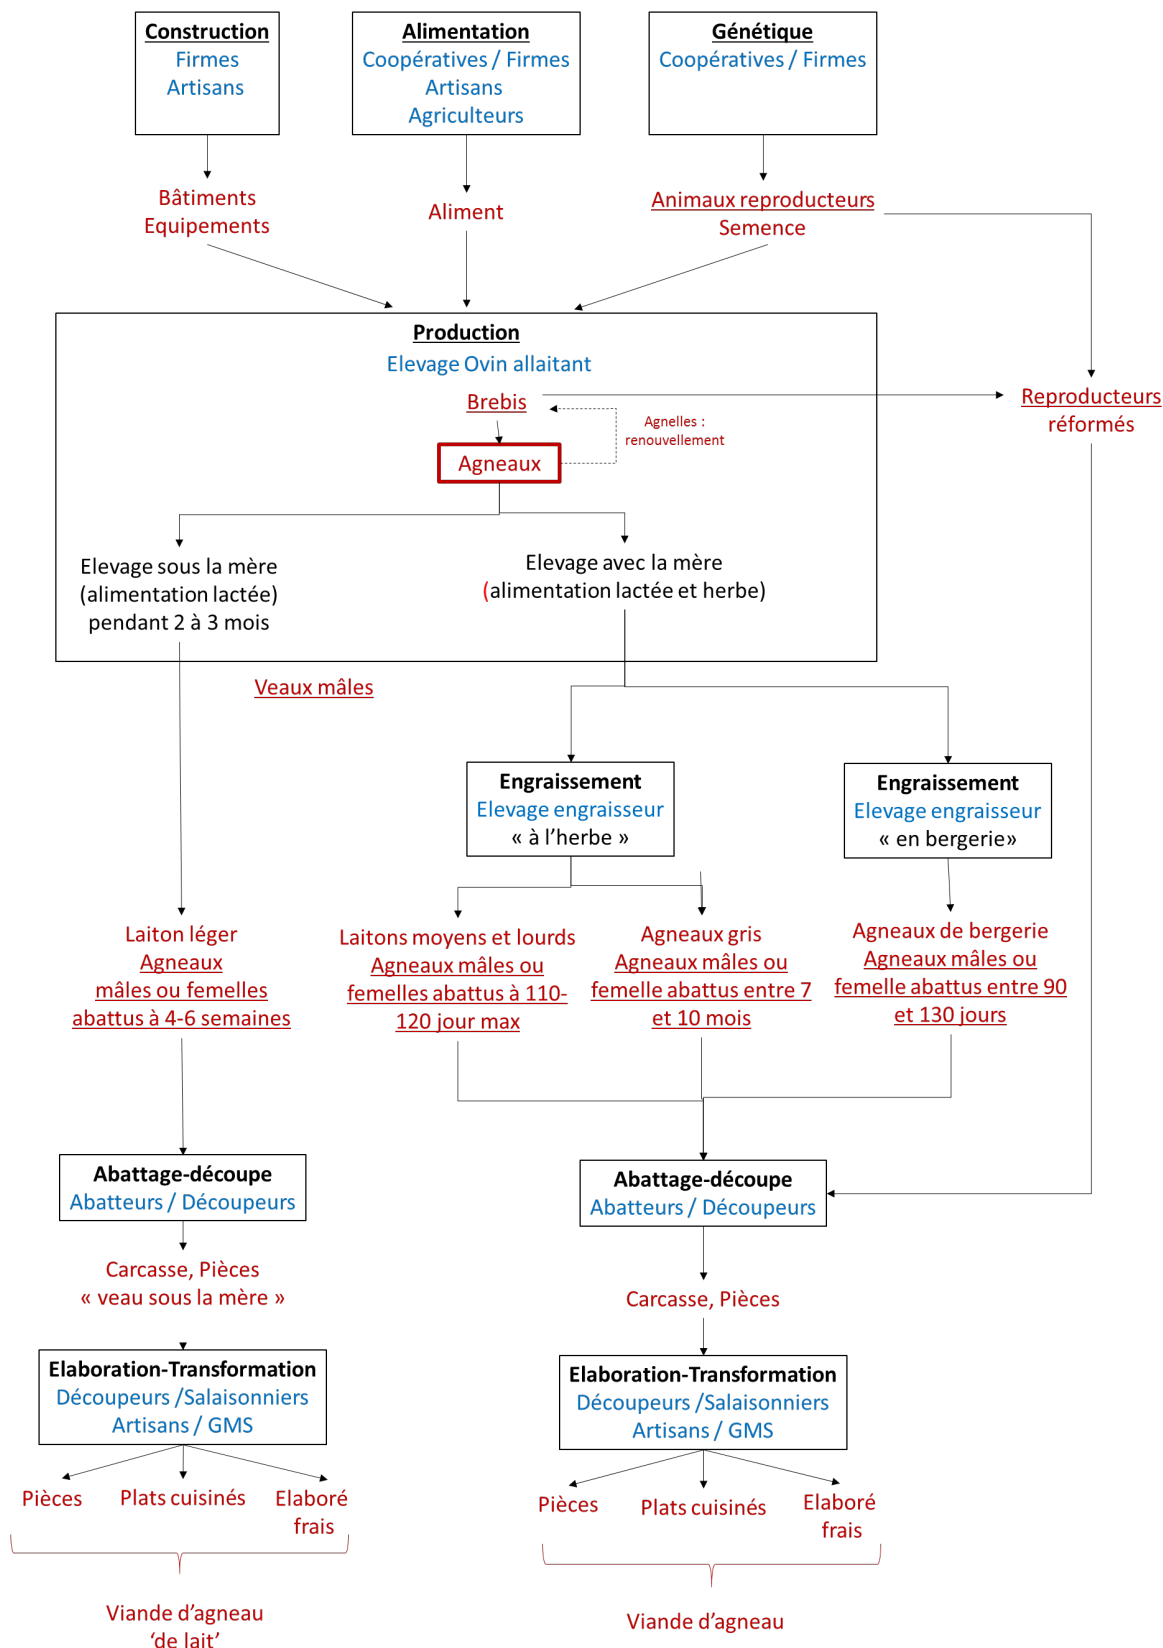 Construction
Firmes
Artisans
Alimentation
Coopératives / Firmes
Artisans
Agriculteurs
Génétique
Coopératives / Firmes
Bâtiments
Equipements
Aliment
Animaux reproducteurs
Semence
Production
Elevage Ovin allaitant
Brebis
Agnelles :
renouvellement
Agneaux
Reproducteurs
réformés
Elevage sous la mère
(alimentation lactée)
pendant 2 à 3 mois
Elevage avec la mère
(alimentation lactée et herbe)
Veaux mâles
Engraissement
Elevage engraisseur
« à l’herbe »
Engraissement
Elevage engraisseur
« en bergerie»
Laiton léger
Agneaux
mâles ou femelles
abattus à 4-6 semaines
Laitons moyens et lourds
Agneaux mâles ou
femelles abattus à 110-
120 jour max
Agneaux gris
Agneaux mâles ou
femelle abattus entre 7
et 10 mois
Agneaux de bergerie
Agneaux mâles ou
femelle abattus entre 90
et 130 jours
Abattage-découpe
Abatteurs / Découpeurs
Abattage-découpe
Abatteurs / Découpeurs
Carcasse, Pièces
« veau sous la mère »
Carcasse, Pièces
Elaboration-Transformation
Découpeurs /Salaisonniers
Artisans / GMS
Elaboration-Transformation
Découpeurs /Salaisonniers
Artisans / GMS
Pièces
Plats cuisinés
Elaboré
frais
Pièces
Plats cuisinés
Elaboré
frais
Viande d’agneau
‘de lait’
Viande d’agneau